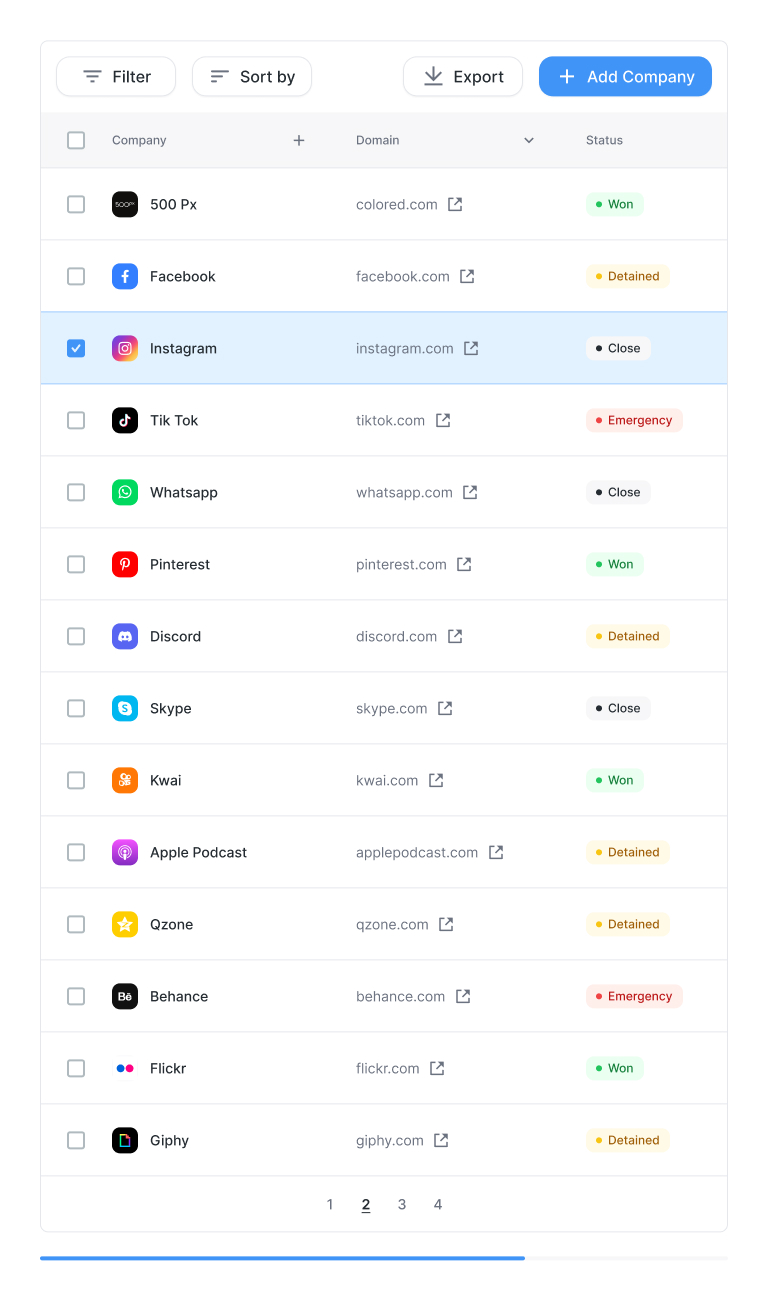 Filter Sort by Export Add Company
Company Domain Status
500px 500 Px colored.com Won
Facebook facebook.com Detained
Instagram instagram.com Close
Tik Tok tiktok.com Emergency
Whatsapp whatsapp.com Close
Pinterest pinterest.com Won
Discord discord.com Detained
Skype skype.com Close
Kwai kwai.com Won
Apple Podcast applepodcast.com Detained
Qzone qzone.com Detained
Bē Behance behance.com Emergency
Flickr flickr.com Won
Giphy giphy.com Detained
1 2 3 4